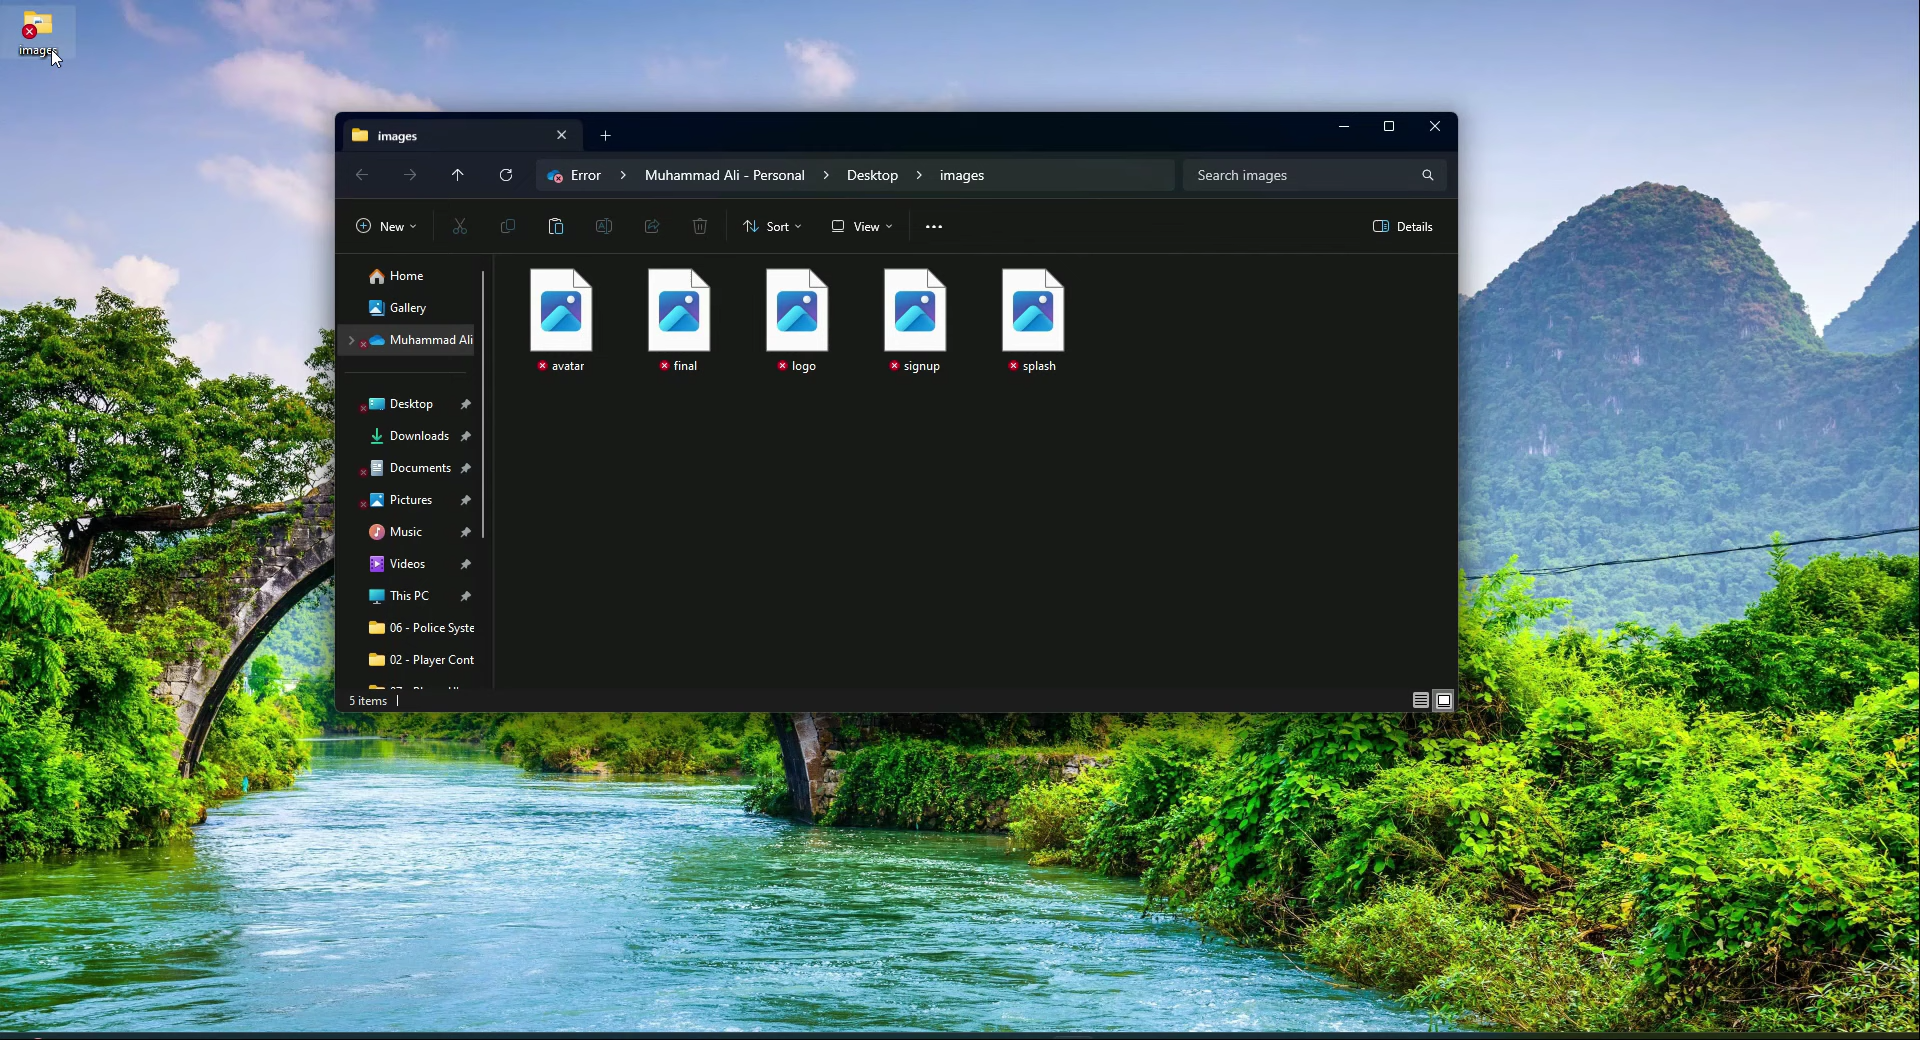 images
images
Error
Muhammad Ali - Personal
Desktop
images
Search images
New
Sort
View
Details
Home
Gallery
Muhammad Ali
Desktop
Downloads
Documents
Pictures
Music
Videos
This PC
06 - Police Syste
02 - Player Cont
avatar
final
logo
signup
splash
5 items